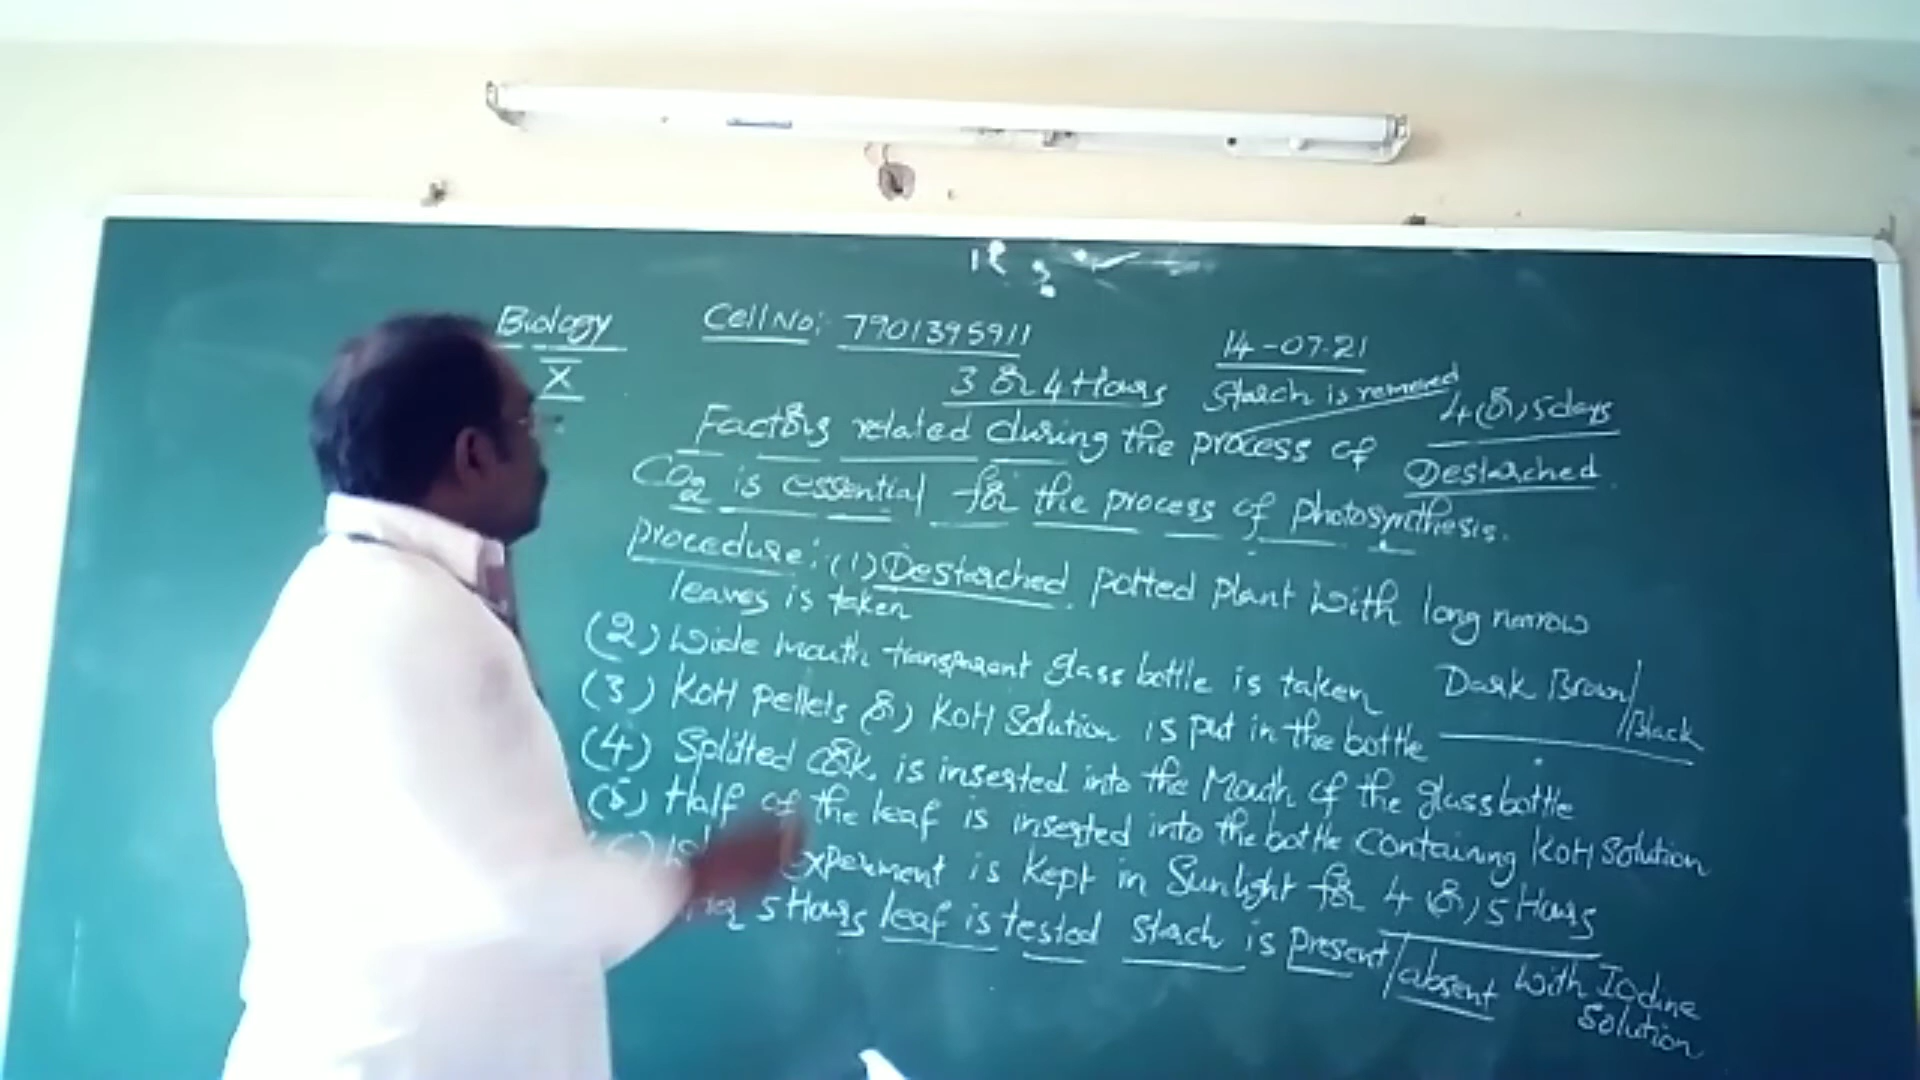 Biology
X
Cell No: 7901395911
14-07-21
3 or 4 Hours
Starch is removed
4 (or) 5 days
Factors related during the process of
Destarched
CO2 is essential for the process of photosynthesis.
procedure: (1) Destarched potted plant with long narrow
leaves is taken
(2) Wide mouth transparent glass bottle is taken
Dark Brown/
Black
(3) KOH pellets (or) KOH Solution is put in the bottle
(4) Splitted cork is inserted into the Mouth of the glass bottle
(5) Half of the leaf is inserted into the bottle containing KOH Solution
experment is kept in Sunlight for 4 (or) 5 Hours
5 Hours leaf is tested Stach is present/absent with Iodine
Solution